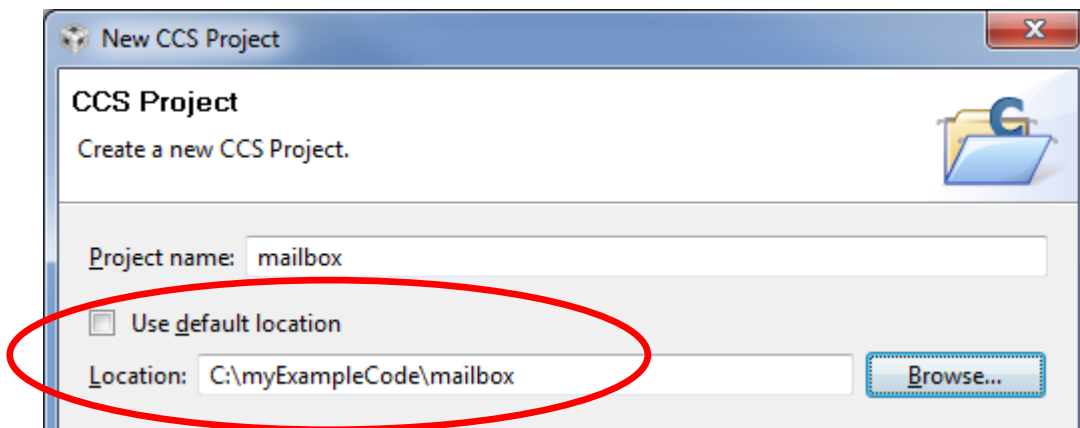 New CCS Project
CCS Project
Create a new CCS Project.
Project name: mailbox
Use default location
Location: C:\myExampleCode\mailbox Browse...